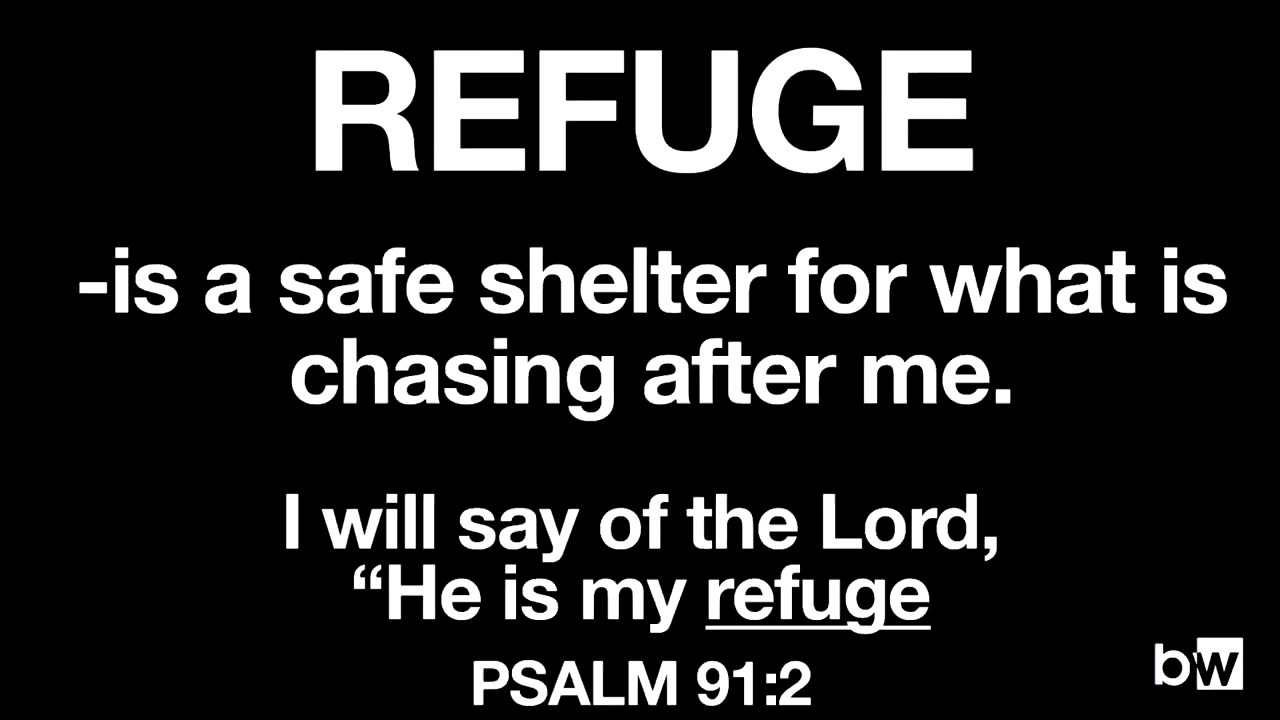 REFUGE
-is a safe shelter for what is
chasing after me.
I will say of the Lord,
“He is my refuge
PSALM 91:2
bw